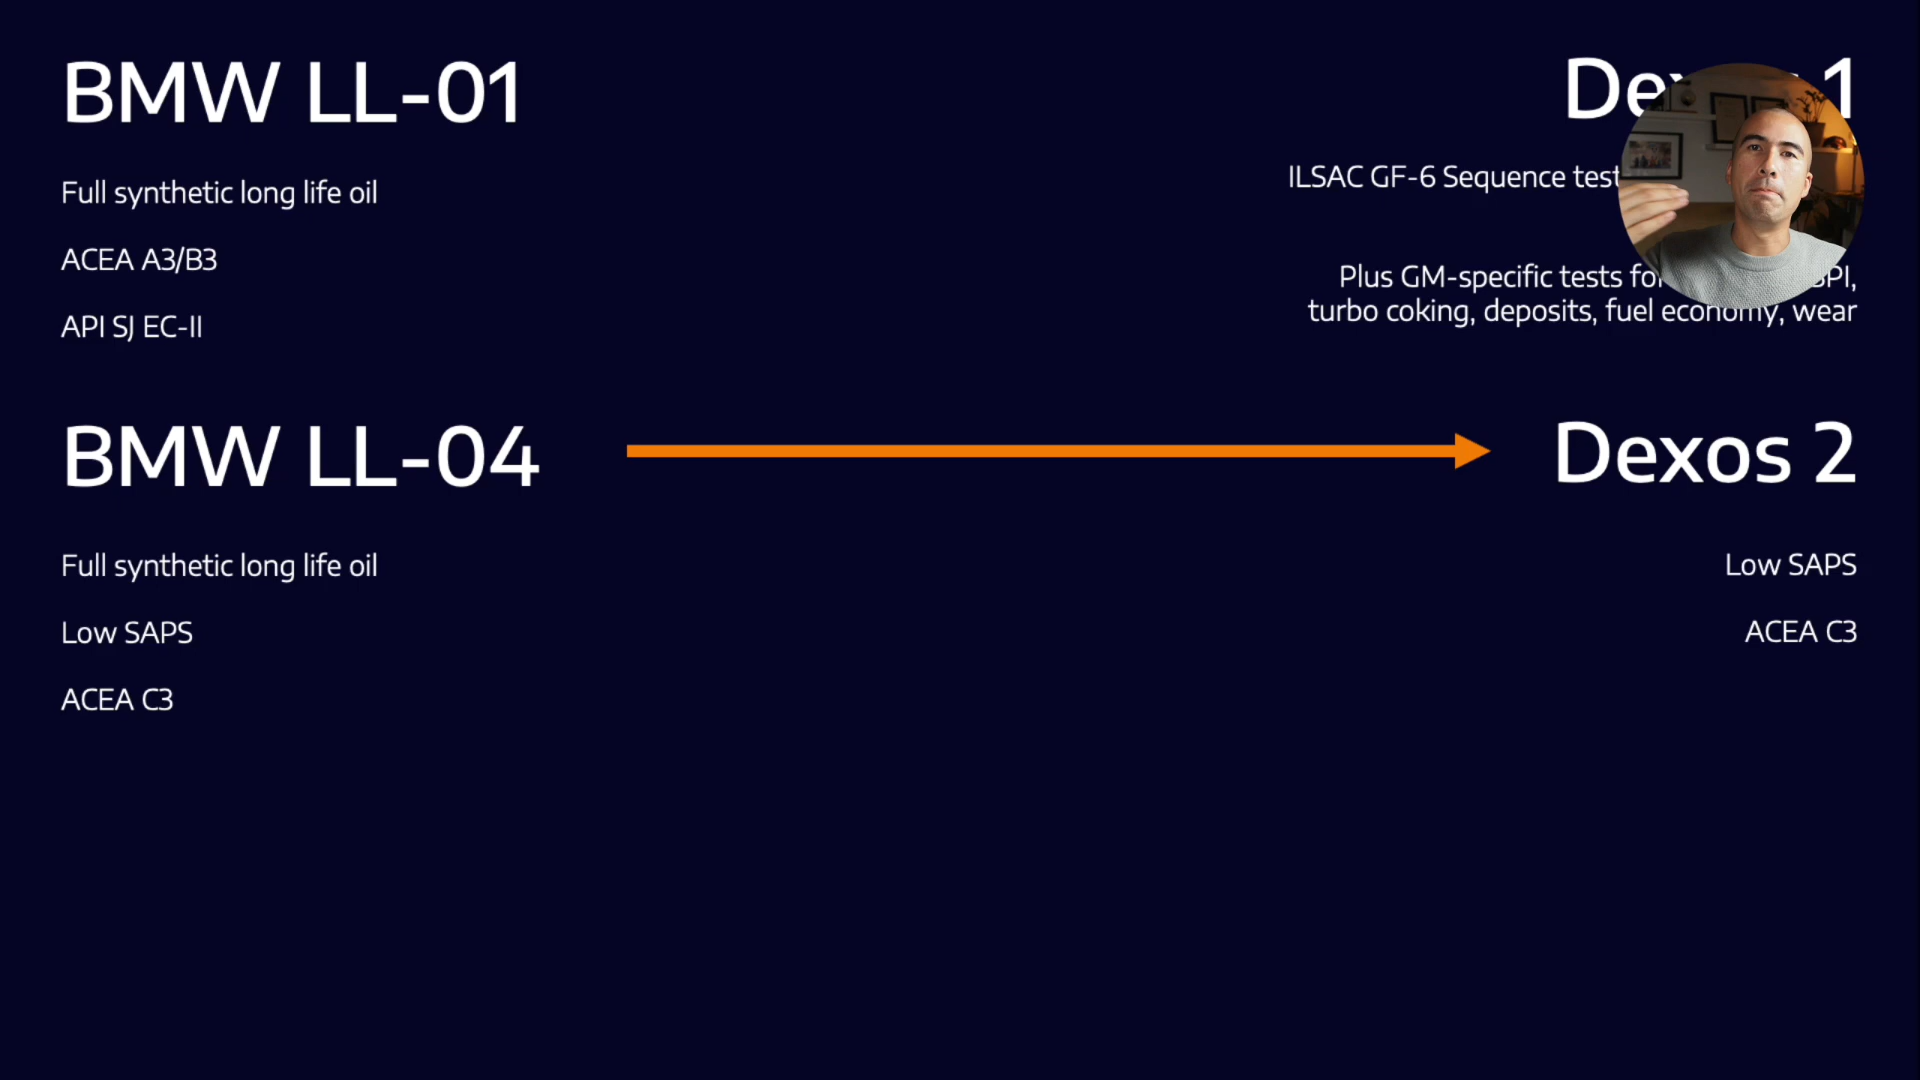 BMW LL-01
Full synthetic long life oil
ACEA A3/B3
API SJ EC-II
1
ILSAC GF-6 Sequence
Plus GM-specific tests
turbo coking, deposits, fuel economy, wear
BMW LL-04
Full synthetic long life oil
Low SAPS
ACEA C3
Dexos 2
Low SAPS
ACEA C3